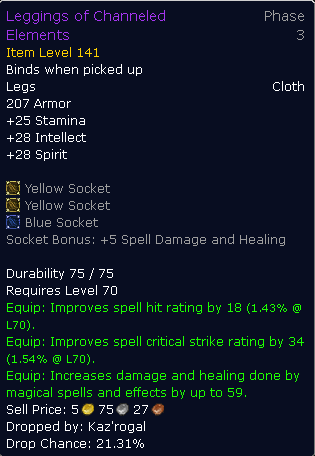 Leggings of Channeled Phase
Elements 3
Item Level 141
Binds when picked up
Legs Cloth
207 Armor
+25 Stamina
+28 Intellect
+28 Spirit
Yellow Socket
Yellow Socket
Blue Socket
Socket Bonus: +5 Spell Damage and Healing
Durability 75 / 75
Requires Level 70
Equip: Improves spell hit rating by 18 (1.43% @
L70).
Equip: Improves spell critical strike rating by 34
(1.54% @ L70).
Equip: Increases damage and healing done by
magical spells and effects by up to 59.
Sell Price: 5 75 27
Dropped by: Kaz'rogal
Drop Chance: 21.31%